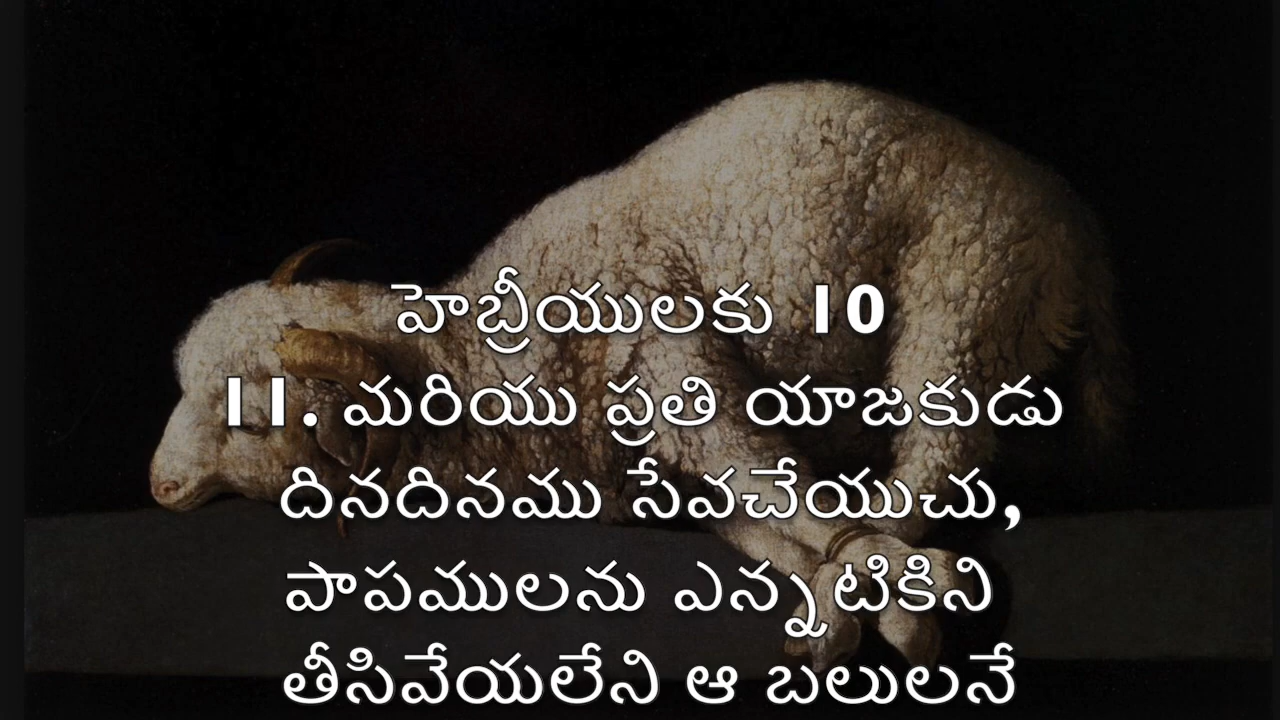 హెబ్రీయులకు 10
11. మరియు ప్రతి యాజకుడు
దినదినము సేవచేయుచు,
పాపములను ఎన్నటికిని
తీసివేయలేని ఆ బలులనే